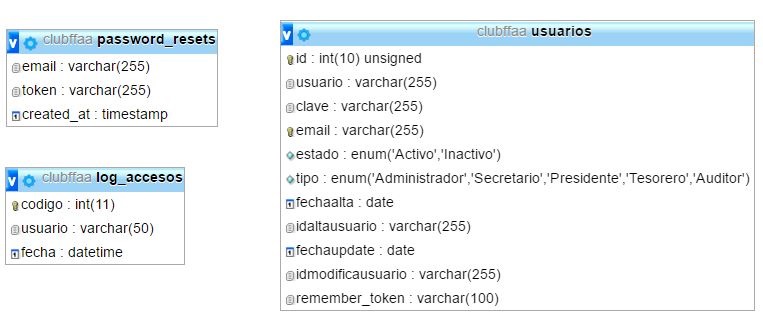 clubffaa password_resets
email : varchar(255)
token : varchar(255)
created_at : timestamp
clubffaa log_accesos
codigo : int(11)
usuario : varchar(50)
fecha : datetime
clubffaa usuarios
id : int(10) unsigned
usuario : varchar(255)
clave : varchar(255)
email : varchar(255)
estado : enum('Activo','Inactivo')
tipo : enum('Administrador','Secretario','Presidente','Tesorero','Auditor')
fechaalta : date
idaltausuario : varchar(255)
fechaupdate : date
idmodificausuario : varchar(255)
remember_token : varchar(100)